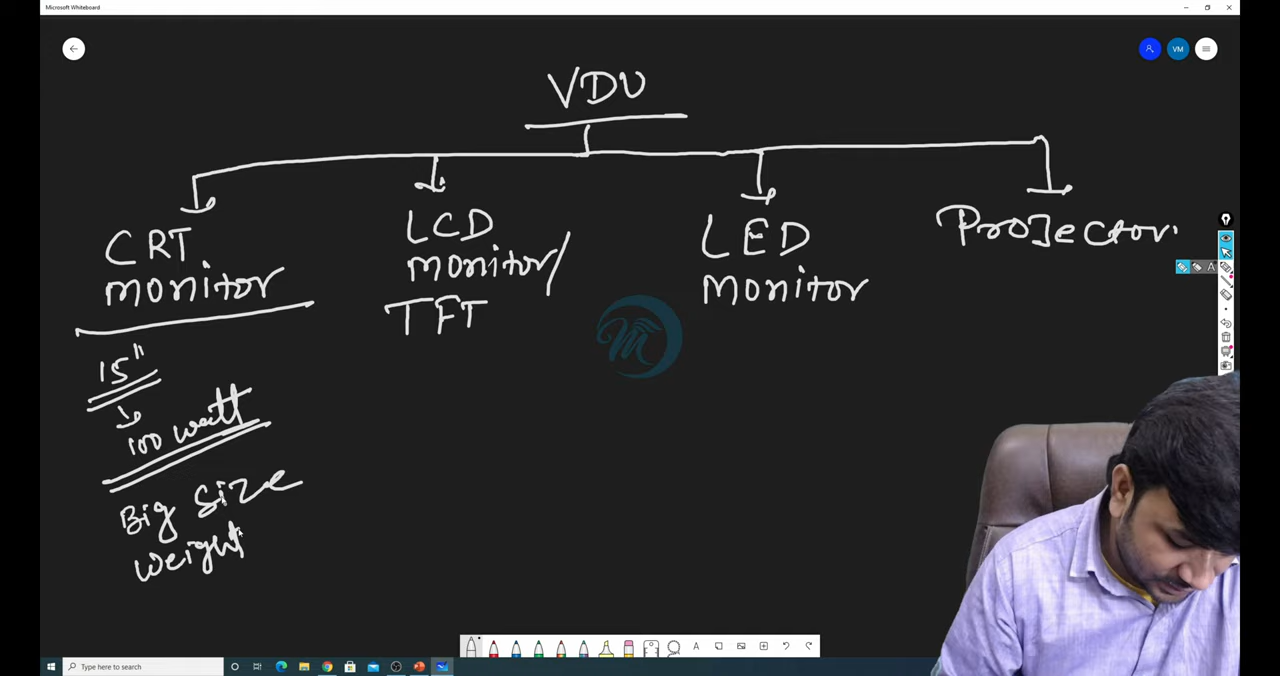 Microsoft Whiteboard
VM
VDU
CRT
monitor
LCD
monitor/
TFT
LED
monitor
Projector
15"
100 watt
Big Size
weight
A
A
Type here to search